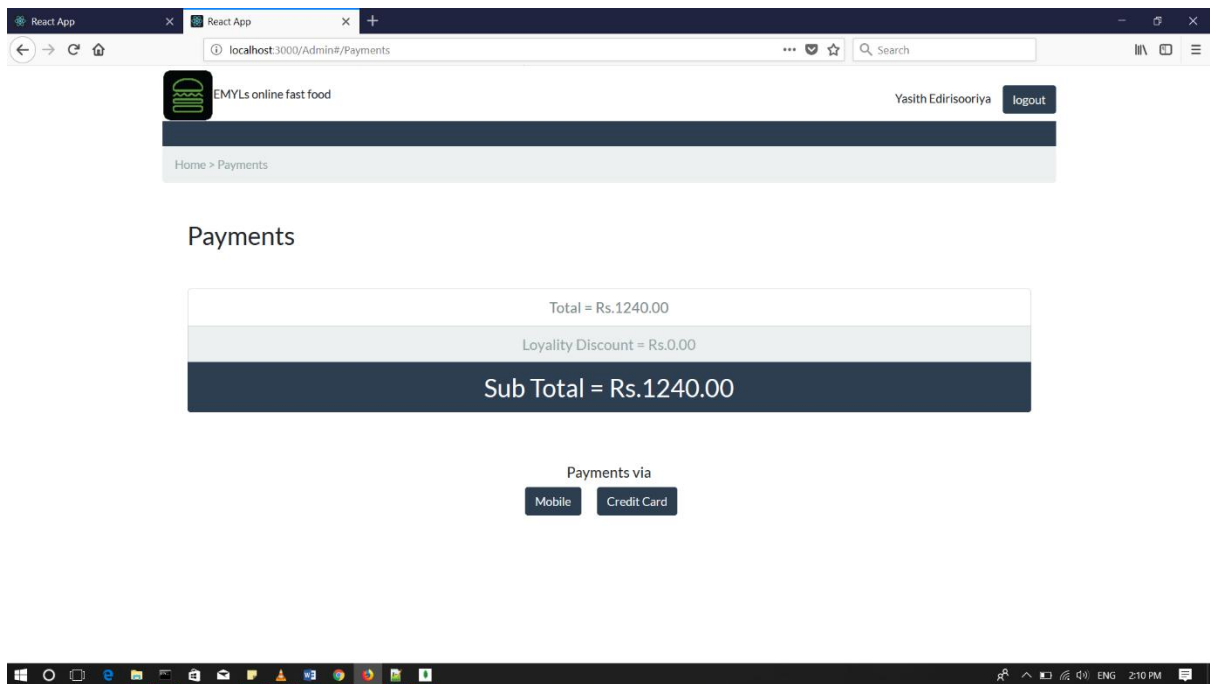 React App
React App
localhost:3000/Admin#/Payments
Search
EMYLs online fast food
Yasith Edirisooriya
logout
Home > Payments
Payments
Total = Rs.1240.00
Loyality Discount = Rs.0.00
Sub Total = Rs.1240.00
Payments via
Mobile
Credit Card
ENG
2:10 PM